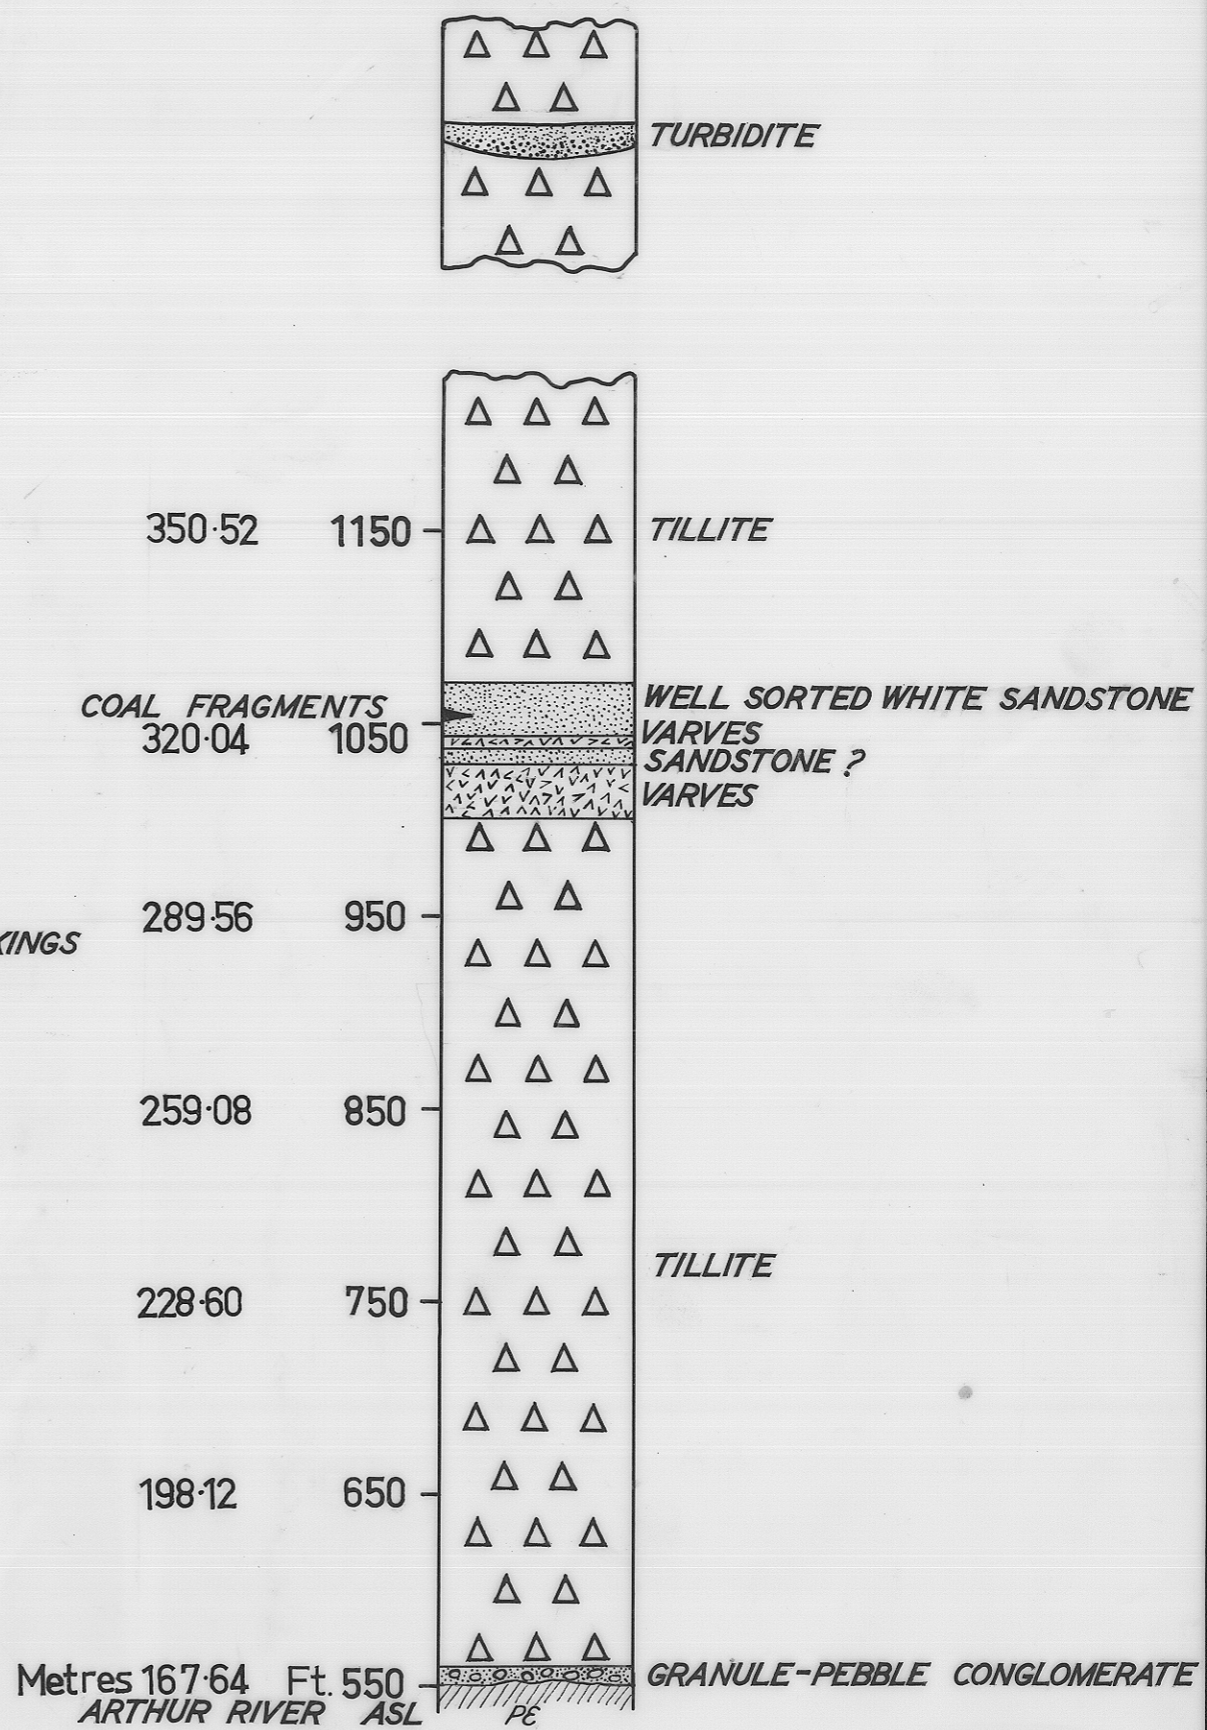 TURBIDITE
350·52 1150 TILLITE
COAL FRAGMENTS WELL SORTED WHITE SANDSTONE
320·04 1050 VARVES
SANDSTONE ?
VARVES
289·56 950
KINGS
259·08 850
TILLITE
228·60 750
198·12 650
Metres 167·64 Ft. 550 GRANULE-PEBBLE CONGLOMERATE
ARTHUR RIVER ASL PЄ